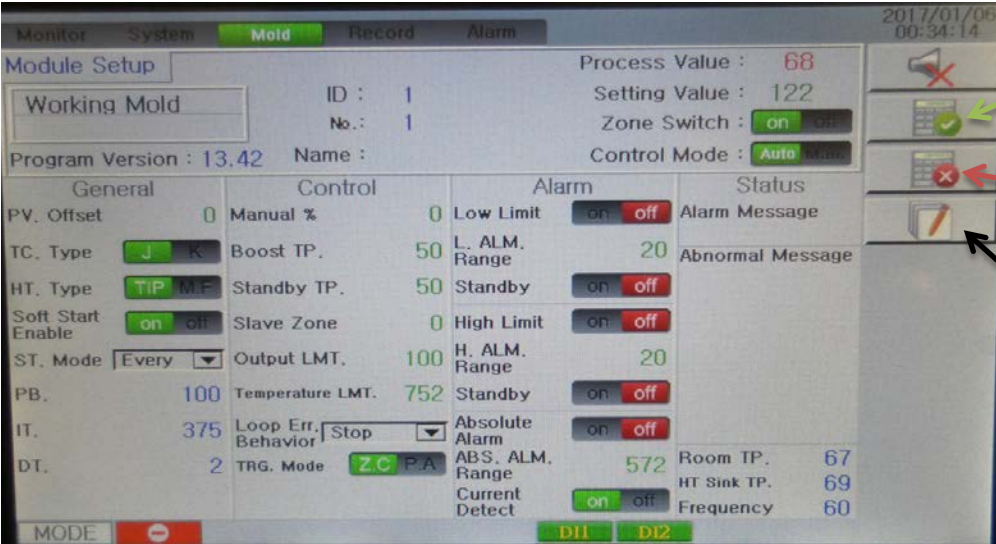 Monitor System Mold Record Alarm
2017/01/06
00:34:14
Module Setup
Working Mold
ID : 1
No.: 1
Program Version : 13.42 Name :
Process Value : 68
Setting Value : 122
Zone Switch : on off
Control Mode : Auto
General
PV. Offset 0
TC. Type J K
HT. Type TIP M.F
Soft Start Enable on off
ST. Mode Every
PB. 100
IT. 375
DT. 2
Control
Manual % 0
Boost TP. 50
Standby TP. 50
Slave Zone 0
Output LMT. 100
Temperature LMT. 752
Loop Err. Behavior Stop
TRG. Mode Z.C P.A
Alarm
Low Limit on off
L. ALM. Range 20
Standby on off
High Limit on off
H. ALM. Range 20
Standby on off
Absolute Alarm on off
ABS. ALM. Range 572
Current Detect on off
Status
Alarm Message
Abnormal Message
Room TP. 67
HT Sink TP. 69
Frequency 60
MODE DI1 DI2